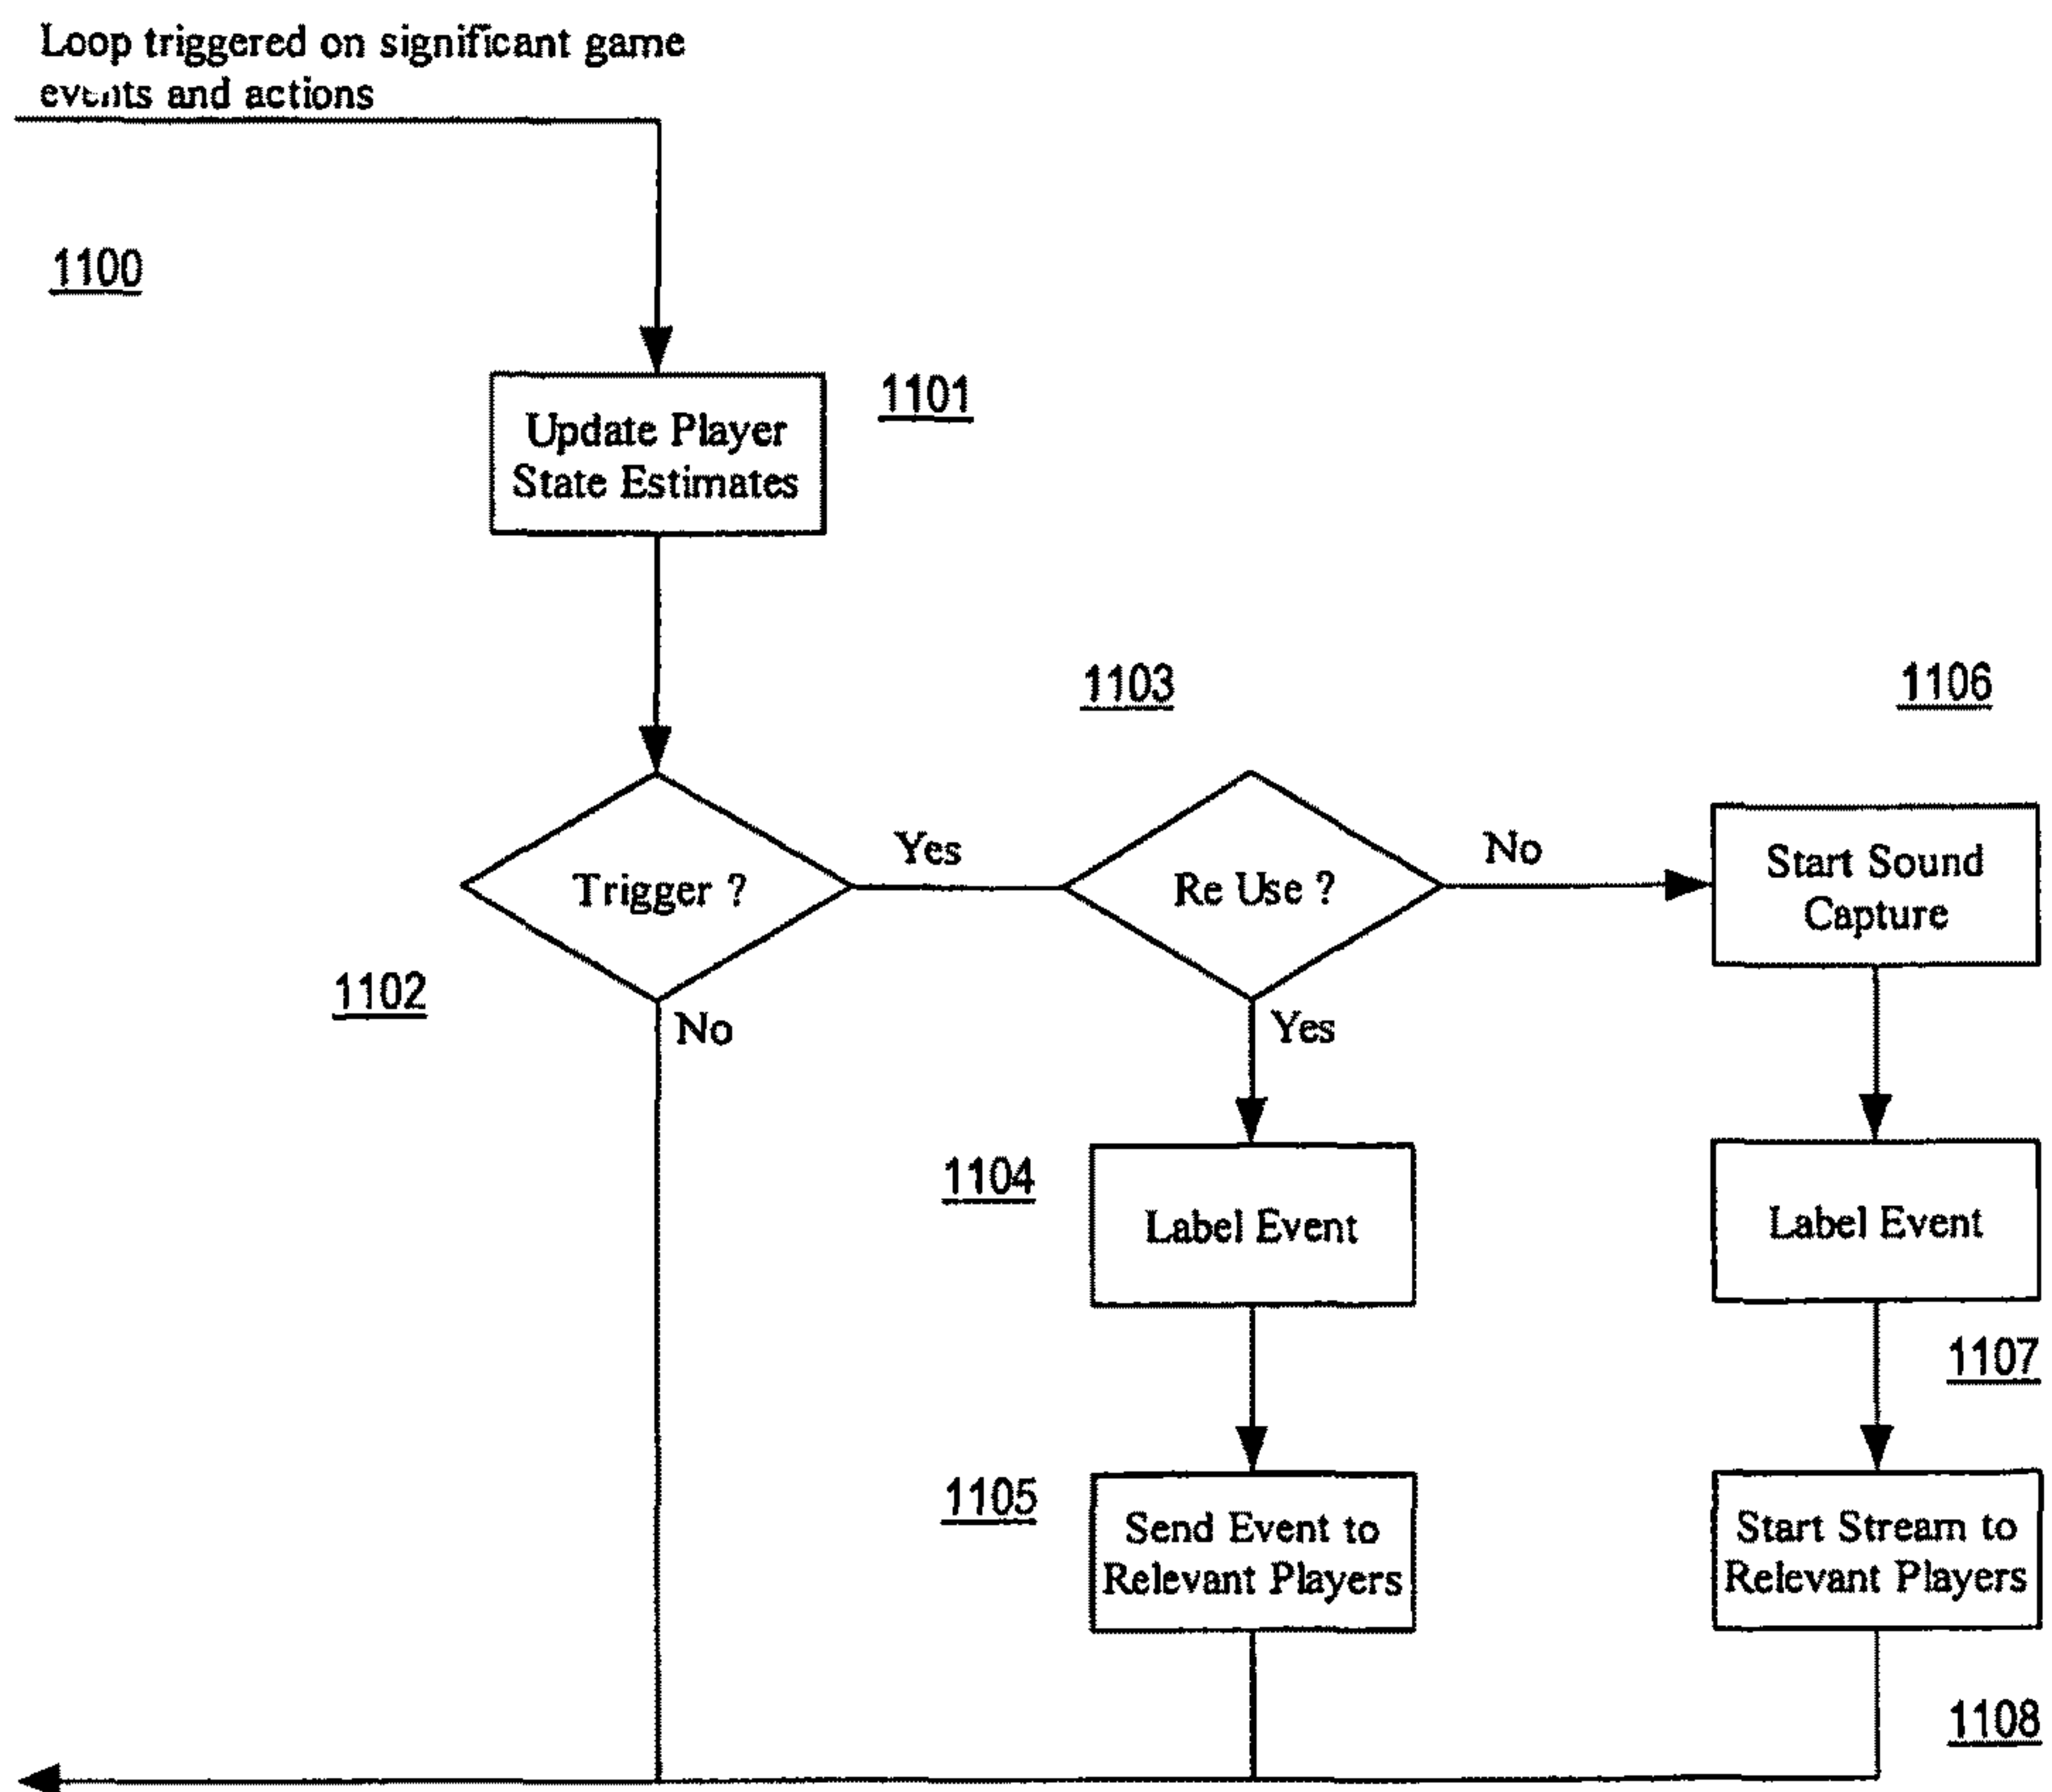 Loop triggered on significant game
events and actions
1100
1101
Update Player
State Estimates
1103
1106
Trigger ?
Yes
Re Use ?
No
Start Sound
Capture
1102
No
Yes
1104
Label Event
Label Event
1107
1105
Send Event to
Relevant Players
Start Stream to
Relevant Players
1108